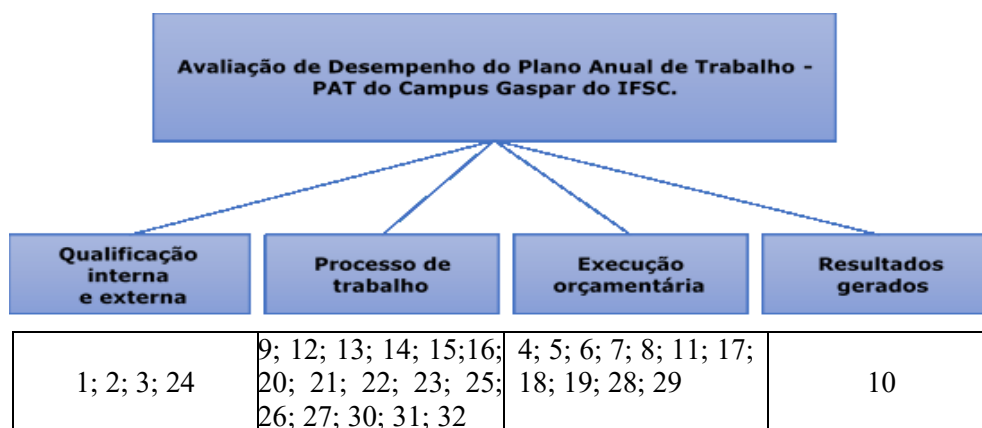 Avaliação de Desempenho do Plano Anual de Trabalho -
PAT do Campus Gaspar do IFSC.
Qualificação
interna
e externa
Processo de
trabalho
Execução
orçamentária
Resultados
gerados
1; 2; 3; 24
9; 12; 13; 14; 15;16;
20; 21; 22; 23; 25;
26; 27; 30; 31; 32
4; 5; 6; 7; 8; 11; 17;
18; 19; 28; 29
10